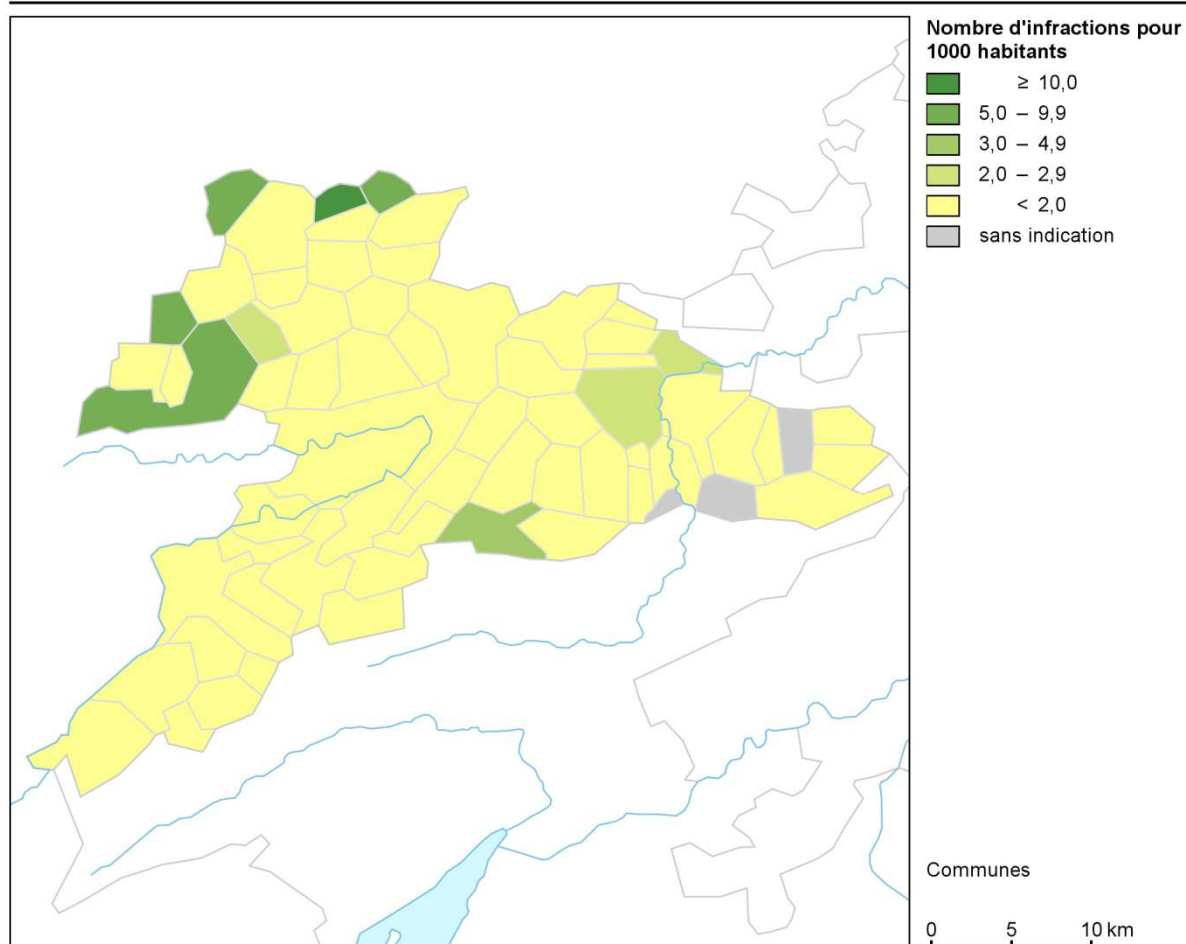 Nombre d'infractions pour
1000 habitants
≥ 10,0
5,0 – 9,9
3,0 – 4,9
2,0 – 2,9
< 2,0
sans indication
Communes
0 5 10 km